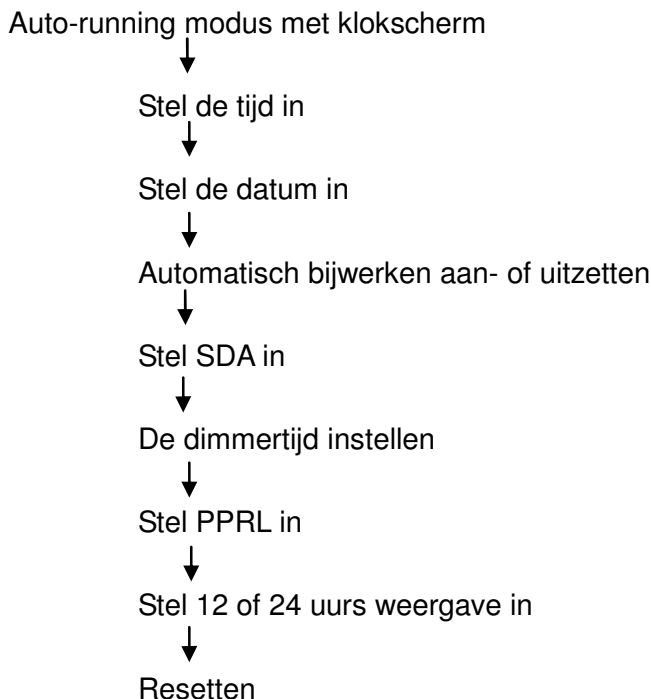 Auto-running modus met klokscherm
Stel de tijd in
Stel de datum in
Automatisch bijwerken aan- of uitzetten
Stel SDA in
De dimmertijd instellen
Stel PPRL in
Stel 12 of 24 uurs weergave in
Resetten